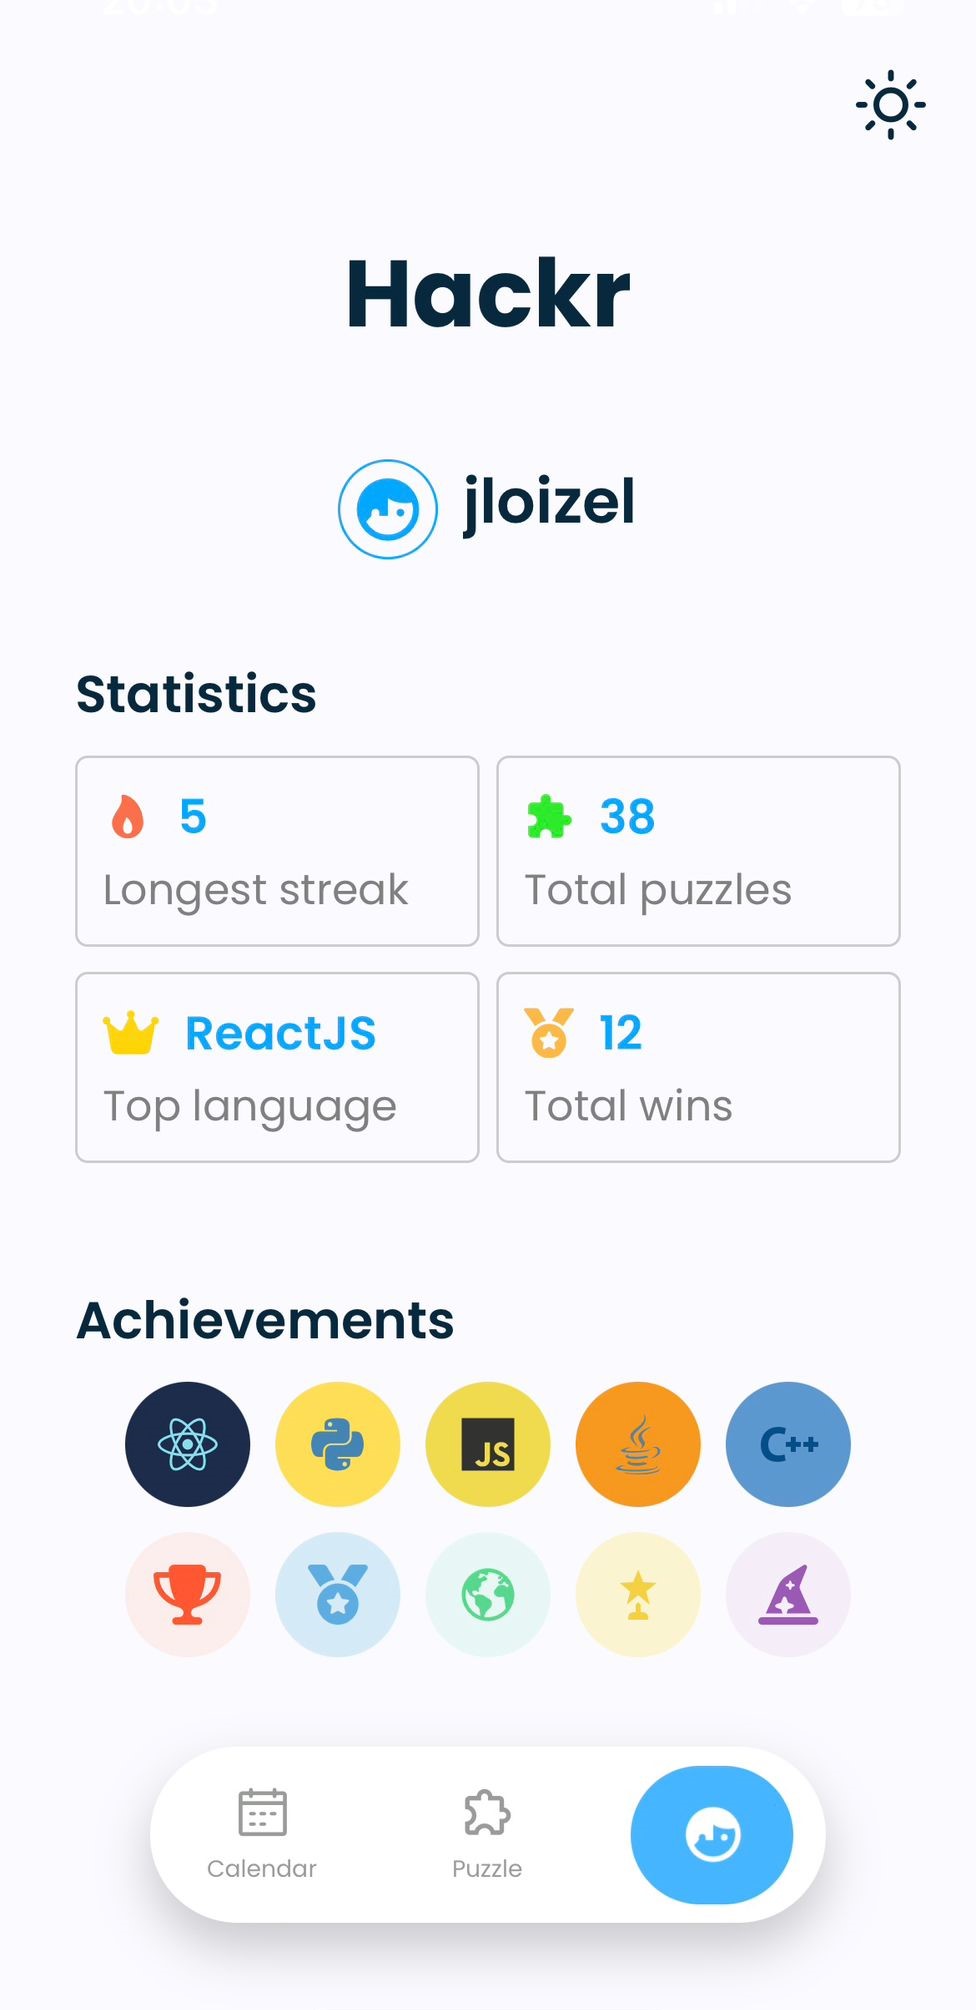 Hackr
jloizel
Statistics
5
Longest streak
38
Total puzzles
ReactJS
Top language
12
Total wins
Achievements
JS
C++
Calendar
Puzzle